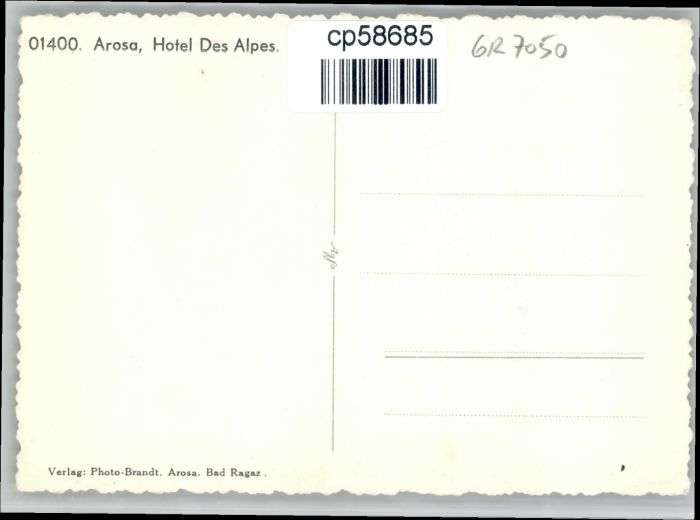 01400. Arosa, Hotel Des Alpes.
cp58685
GR 7050
Verlag: Photo-Brandt. Arosa. Bad Ragaz.